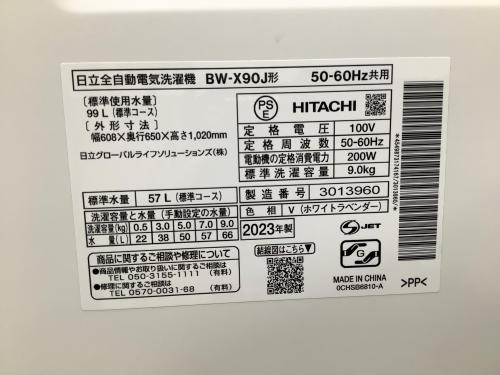 日立全自動電気洗濯機 BW-X90J形 50-60Hz共用
〔標準使用水量〕
99 L（標準コース）
〔外形寸法〕
幅608×奥行650×高さ1,020mm
日立グローバルライフソリューションズ（株）
PSE HITACHI
定格電圧 100V
定格周波数 50-60Hz
電動機の定格消費電力 200W
標準洗濯容量 9.0kg
標準水量 57 L（標準コース）
洗濯容量と水量（手動設定の水量）
洗濯容量(kg) 0.5 3.0 5.0 7.0 9.0
水量(L) 22 38 50 57 66
製造番号 3013960
色相 V（ホワイトラベンダー）
2023年製
結線図はこちら▼
S JET
商品に関するご相談や修理について
●商品情報やお取り扱いに関するご相談は
TEL 050-3155-1111（有料）
●修理に関するご相談は
TEL 0570-0031-68（有料）
G
MADE IN CHINA
0CHSB6810-A
>PP<